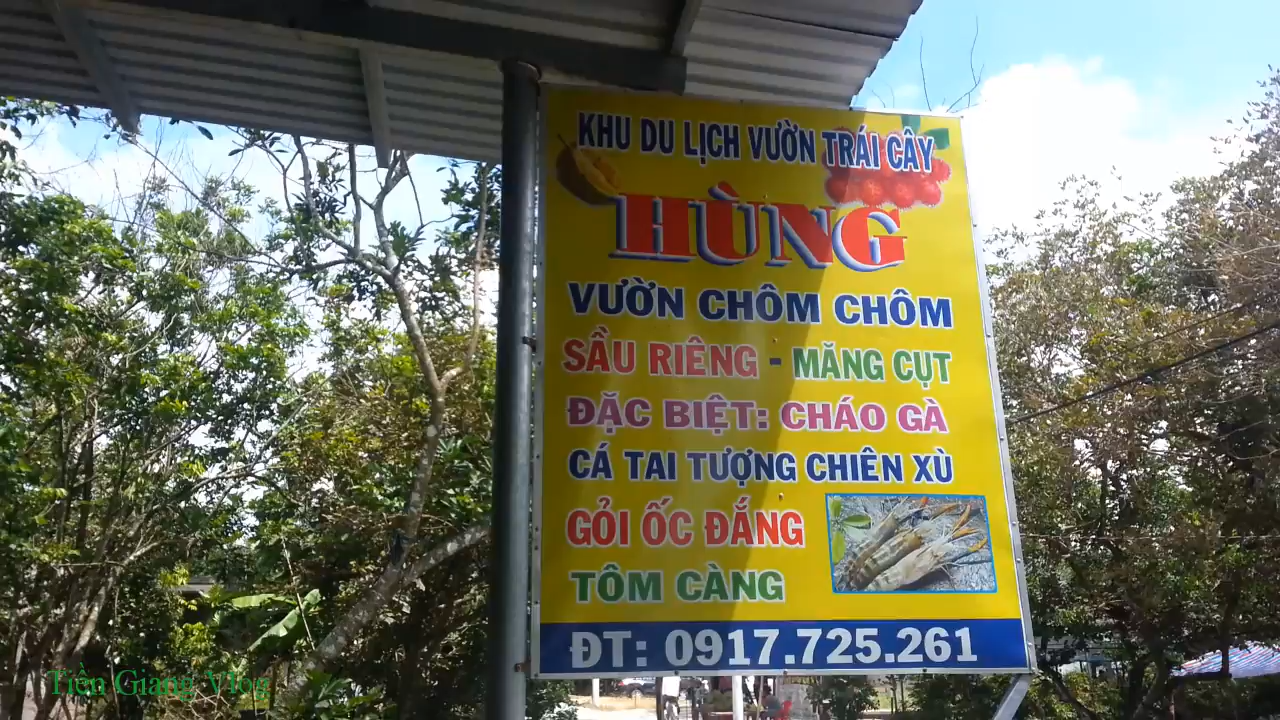 KHU DU LỊCH VƯỜN TRÁI CÂY
HÙNG
VƯỜN CHÔM CHÔM
SẦU RIÊNG - MĂNG CỤT
ĐẶC BIỆT: CHÁO GÀ
CÁ TAI TƯỢNG CHIÊN XÙ
GỎI ỐC ĐẮNG
TÔM CÀNG
ĐT: 0917.725.261
Tiền Giang Vlog